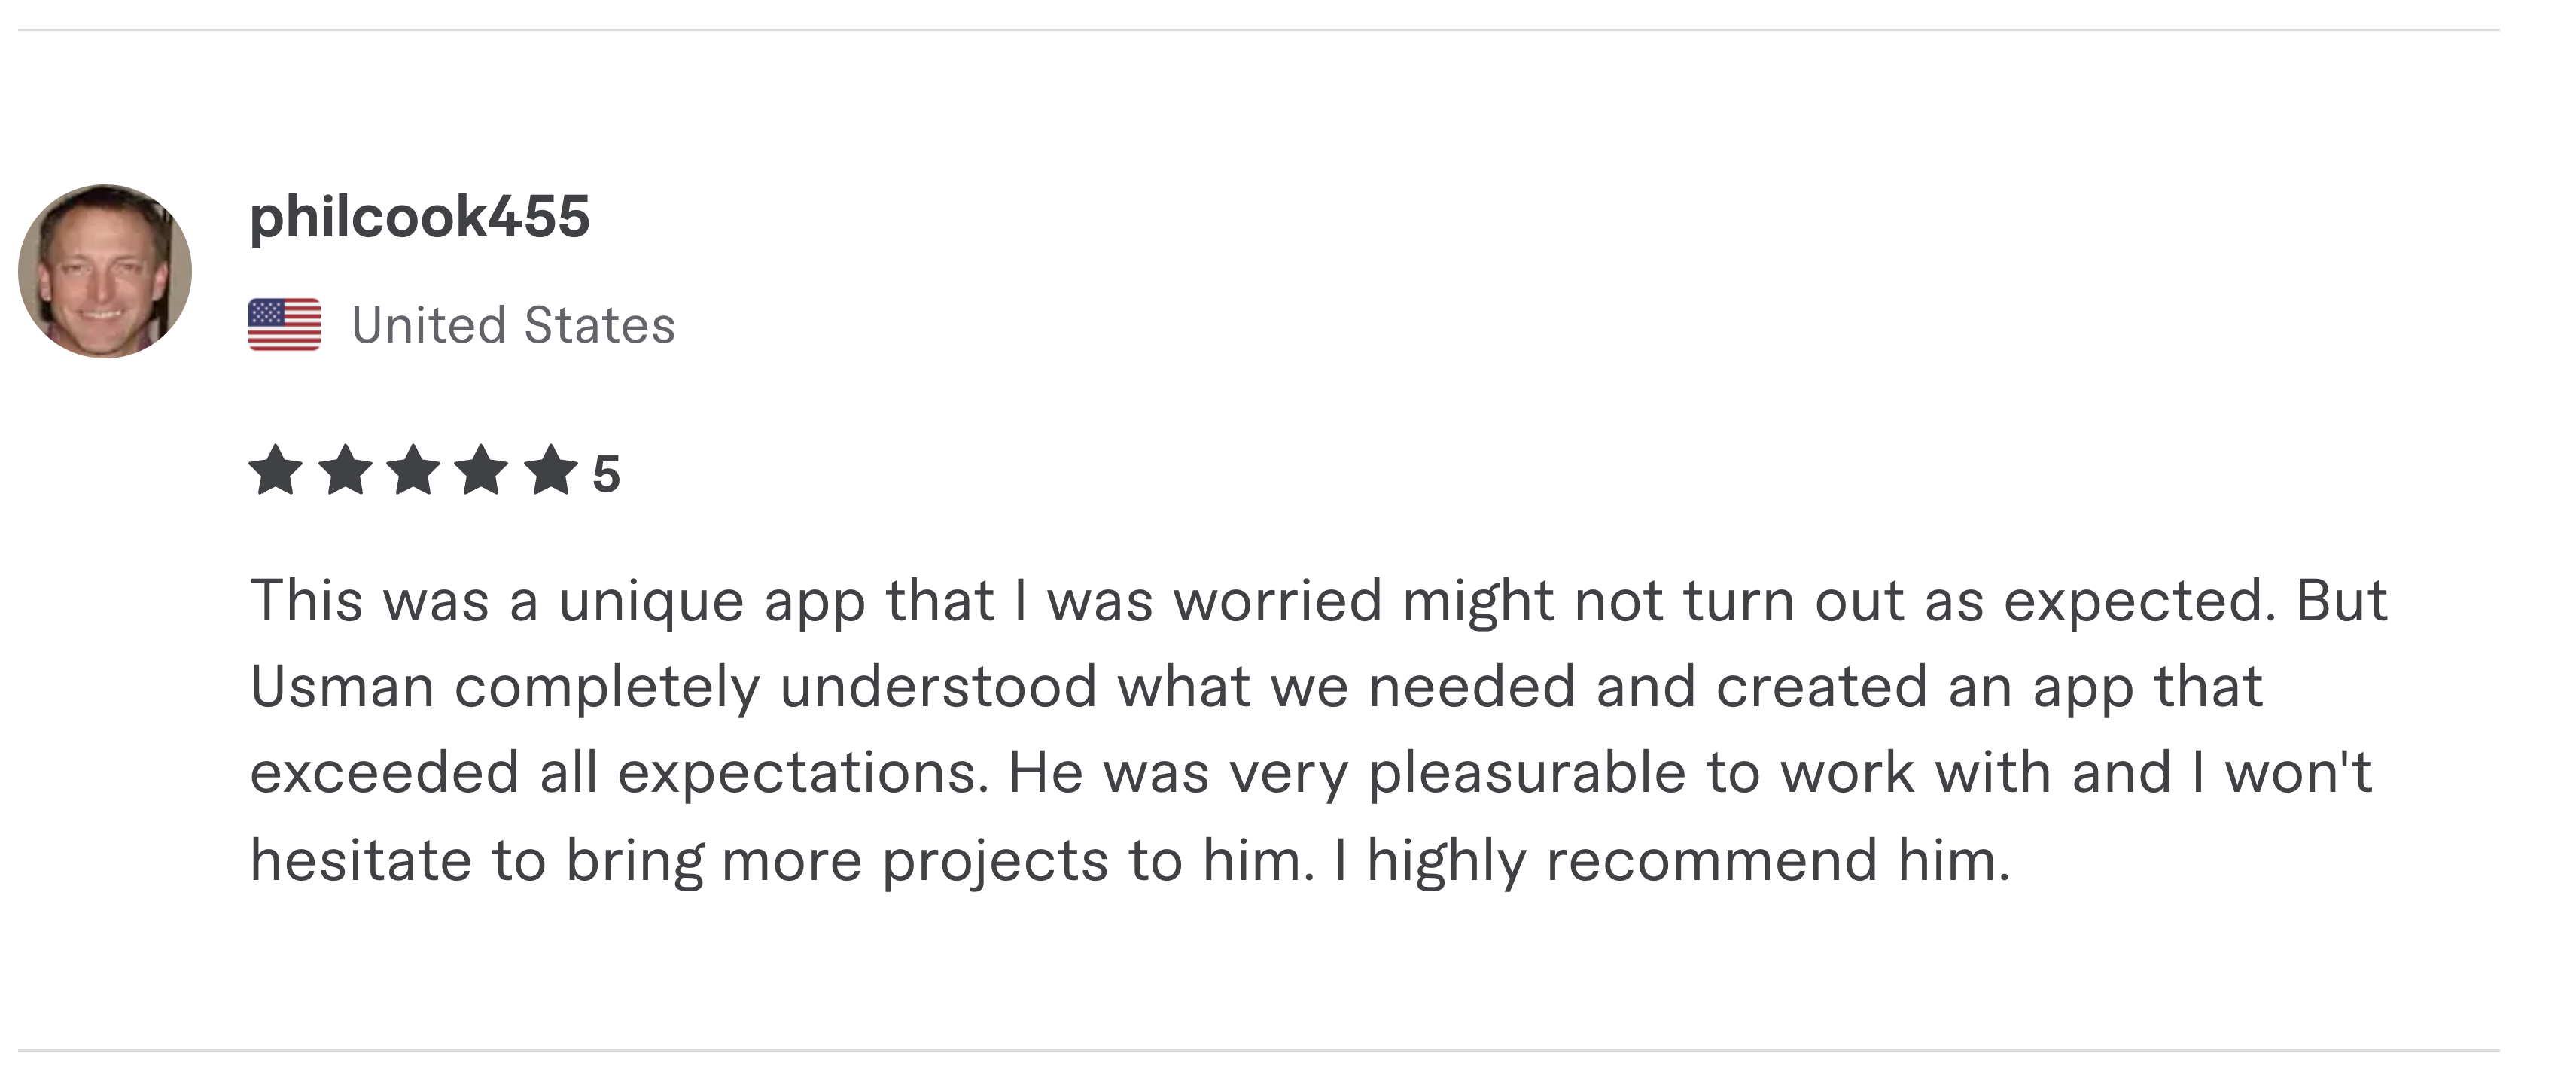 philcook455
United States
5
This was a unique app that I was worried might not turn out as expected. But
Usman completely understood what we needed and created an app that
exceeded all expectations. He was very pleasurable to work with and I won't
hesitate to bring more projects to him. I highly recommend him.